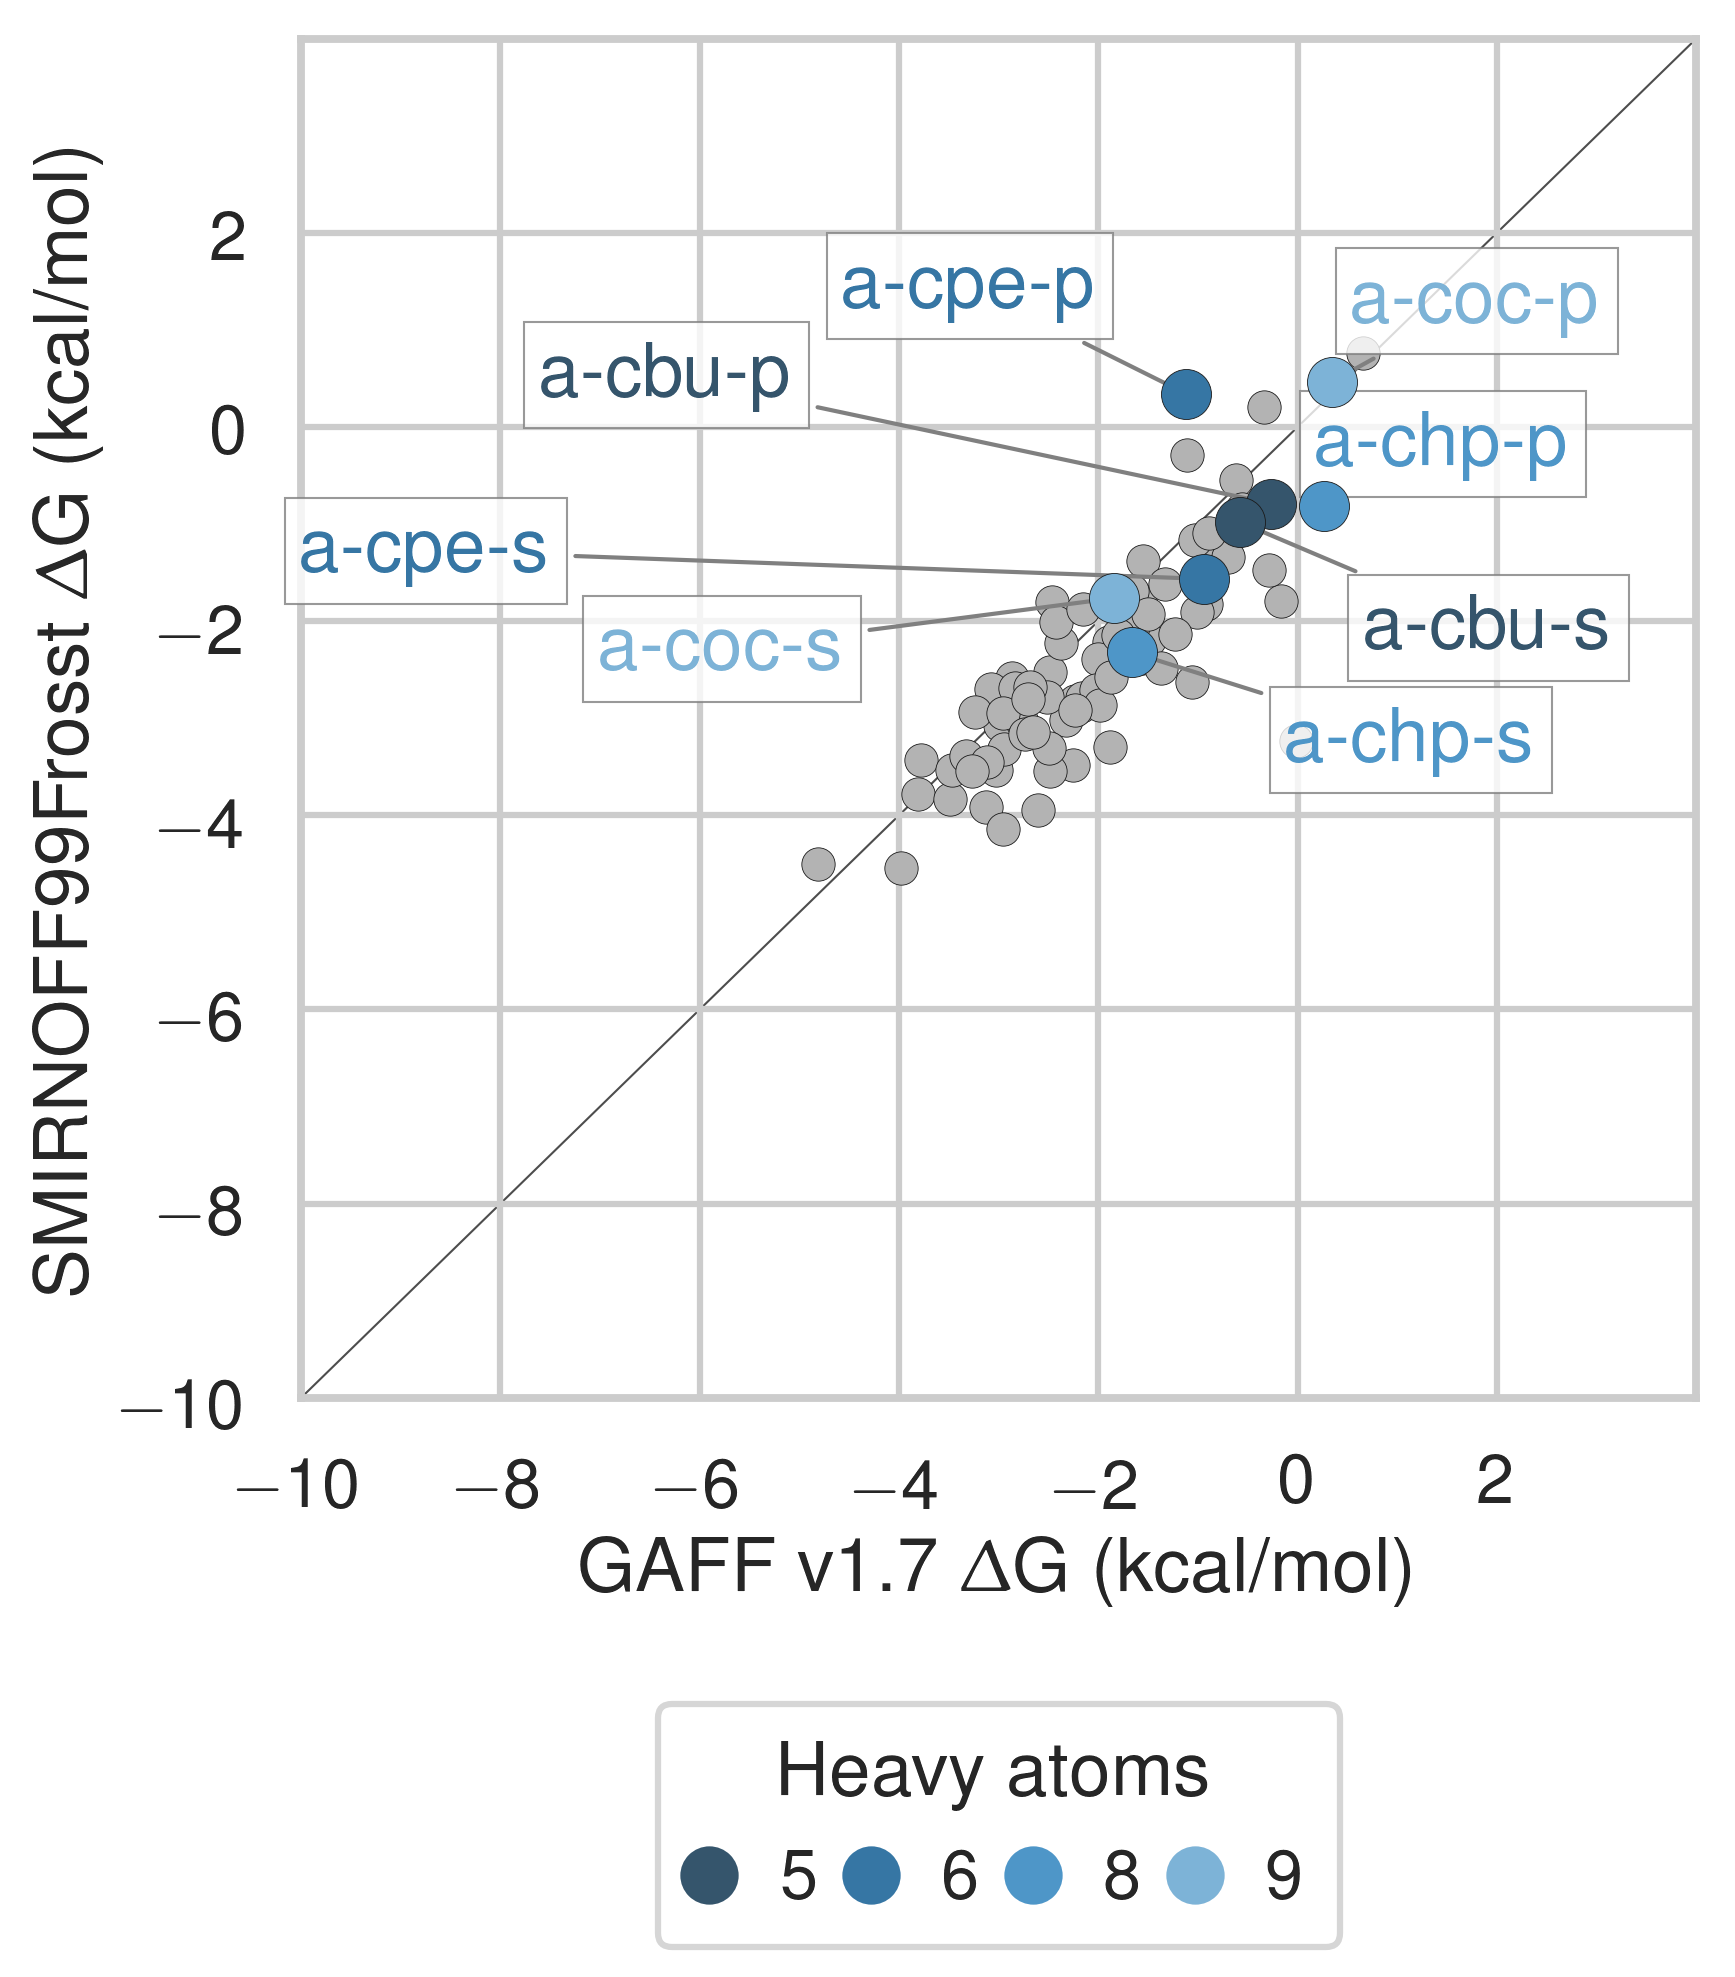 SMIRNOFF99Frosst ΔG (kcal/mol)
2
0
−2
−4
−6
−8
−10
a-cpe-p
a-coc-p
a-cbu-p
a-chp-p
a-cpe-s
a-coc-s
a-cbu-s
a-chp-s
−10 −8 −6 −4 −2 0 2
GAFF v1.7 ΔG (kcal/mol)
Heavy atoms
5 6 8 9